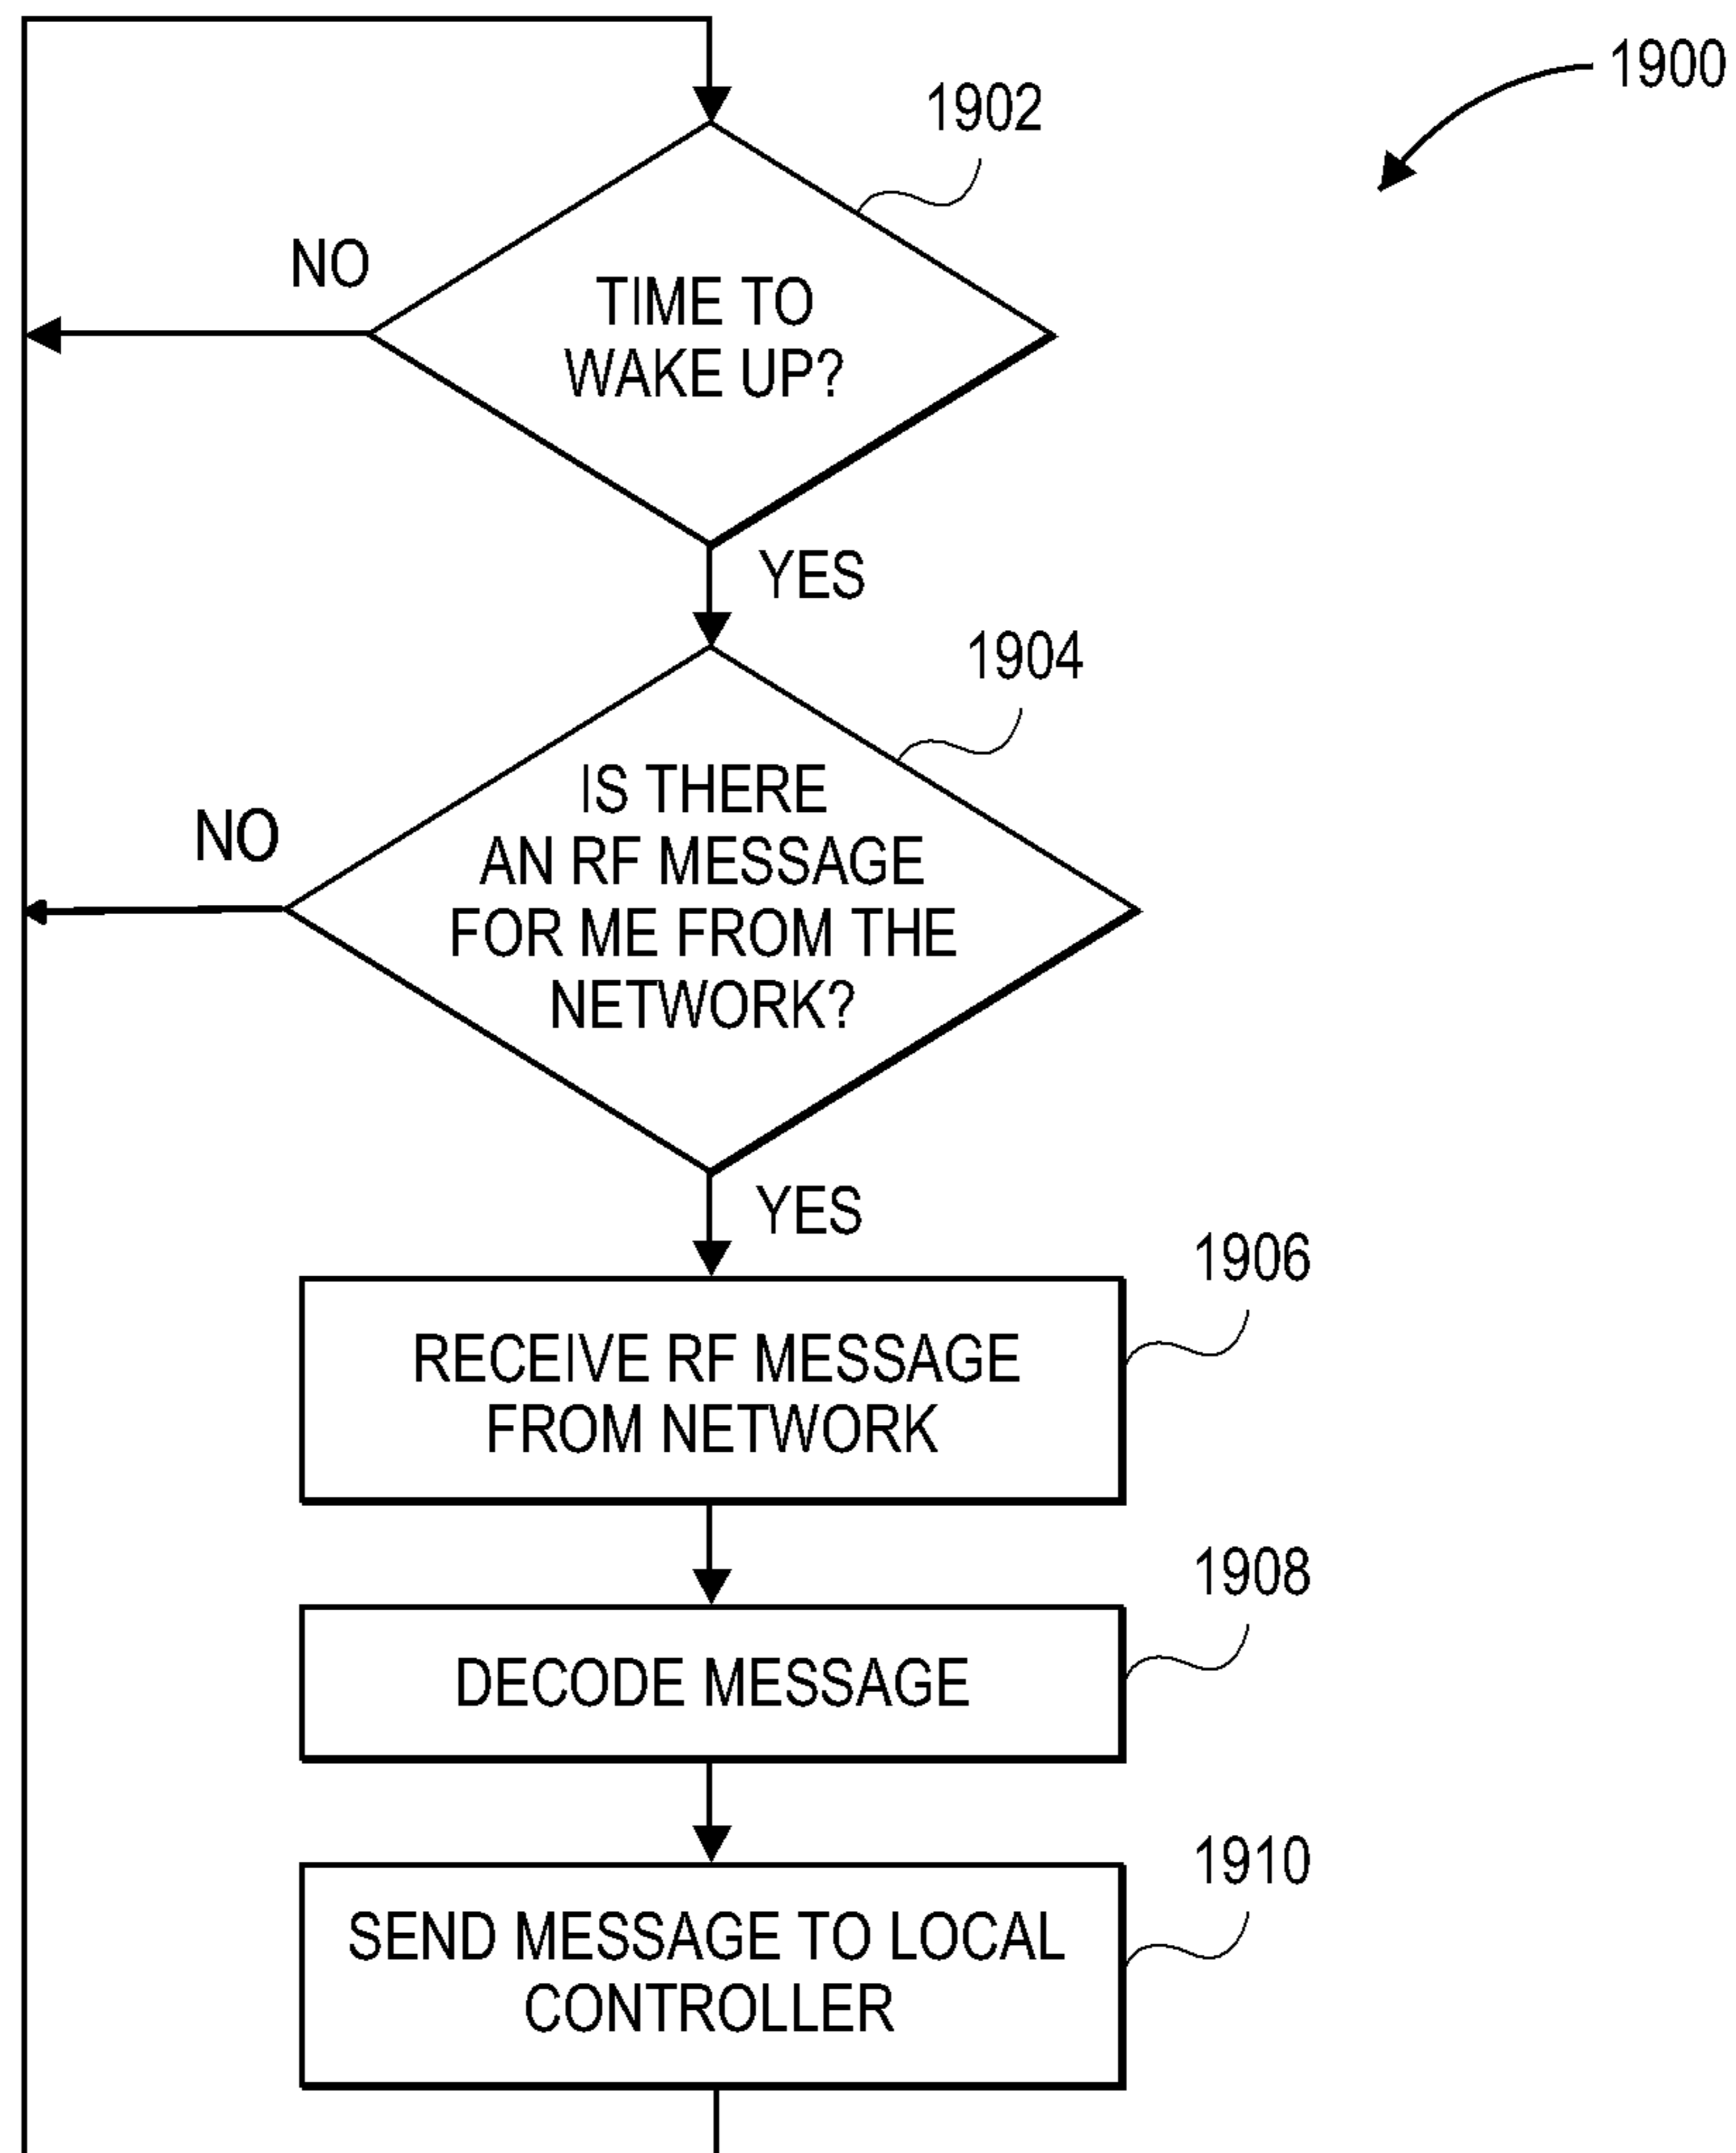 1900
1902
NO
TIME TO
WAKE UP?
YES
1904
NO
IS THERE
AN RF MESSAGE
FOR ME FROM THE
NETWORK?
YES
1906
RECEIVE RF MESSAGE
FROM NETWORK
1908
DECODE MESSAGE
1910
SEND MESSAGE TO LOCAL
CONTROLLER